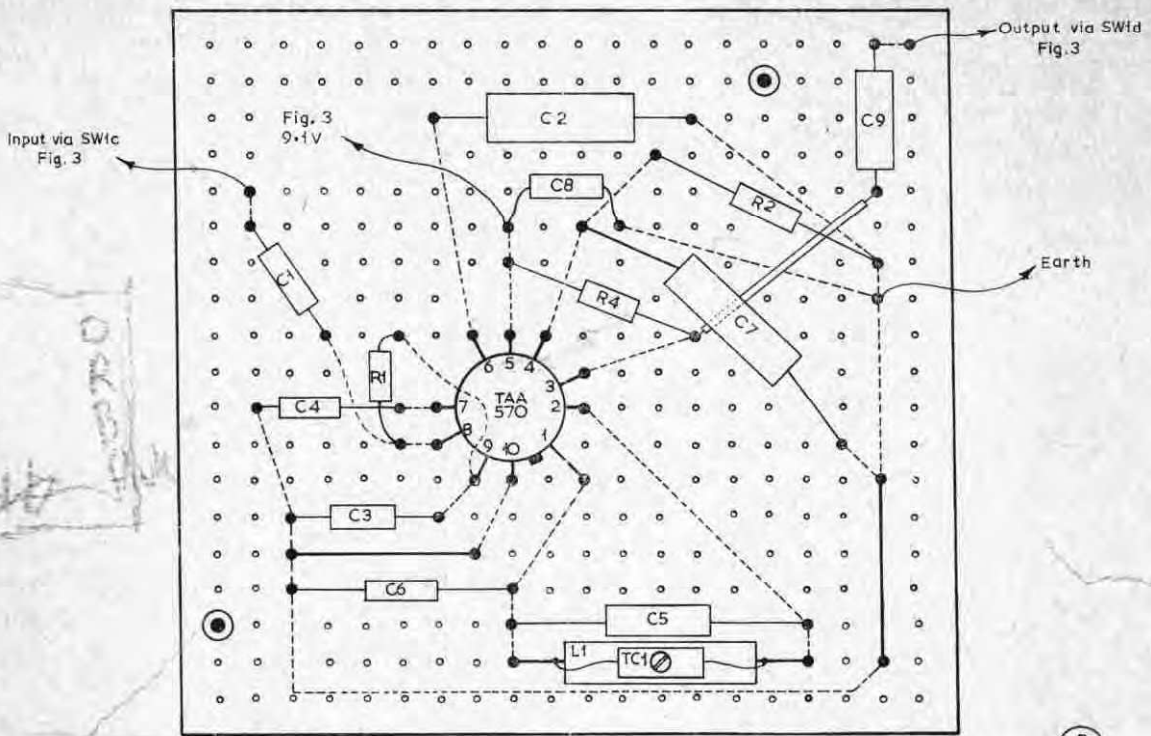 Output via SW1d
Fig.3
C9
C2
Fig. 3
9.1V
Input via SW1c
Fig. 3
C8
R2
C1
Earth
R4
C7
6
5
4
3
R1
TAA
570
7
2
C4
8
1
9
10
C3
C6
C5
L1
TC1